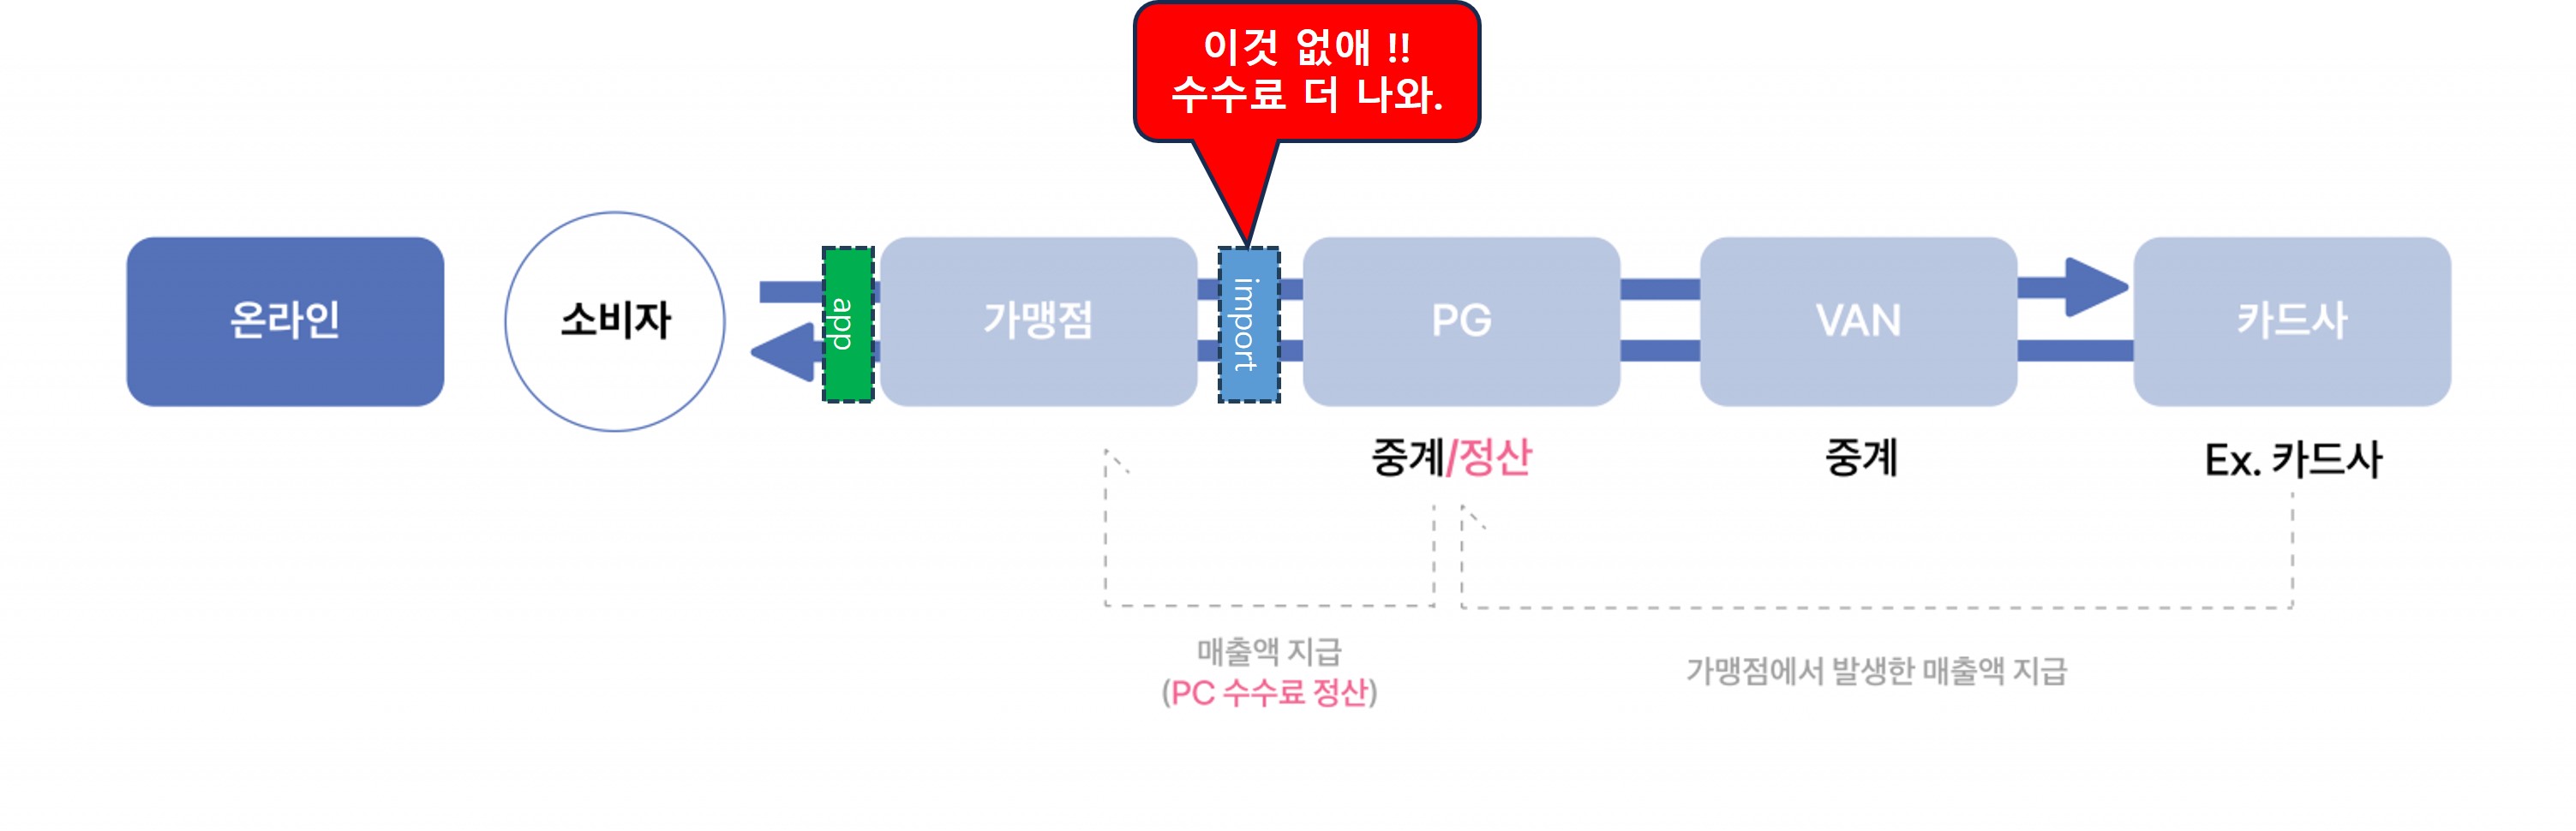 이것 없애 !!
수수료 더 나와.
온라인
소비자
app
가맹점
import
PG
VAN
카드사
중계/정산
중계
Ex. 카드사
매출액 지급
(PC 수수료 정산)
가맹점에서 발생한 매출액 지급